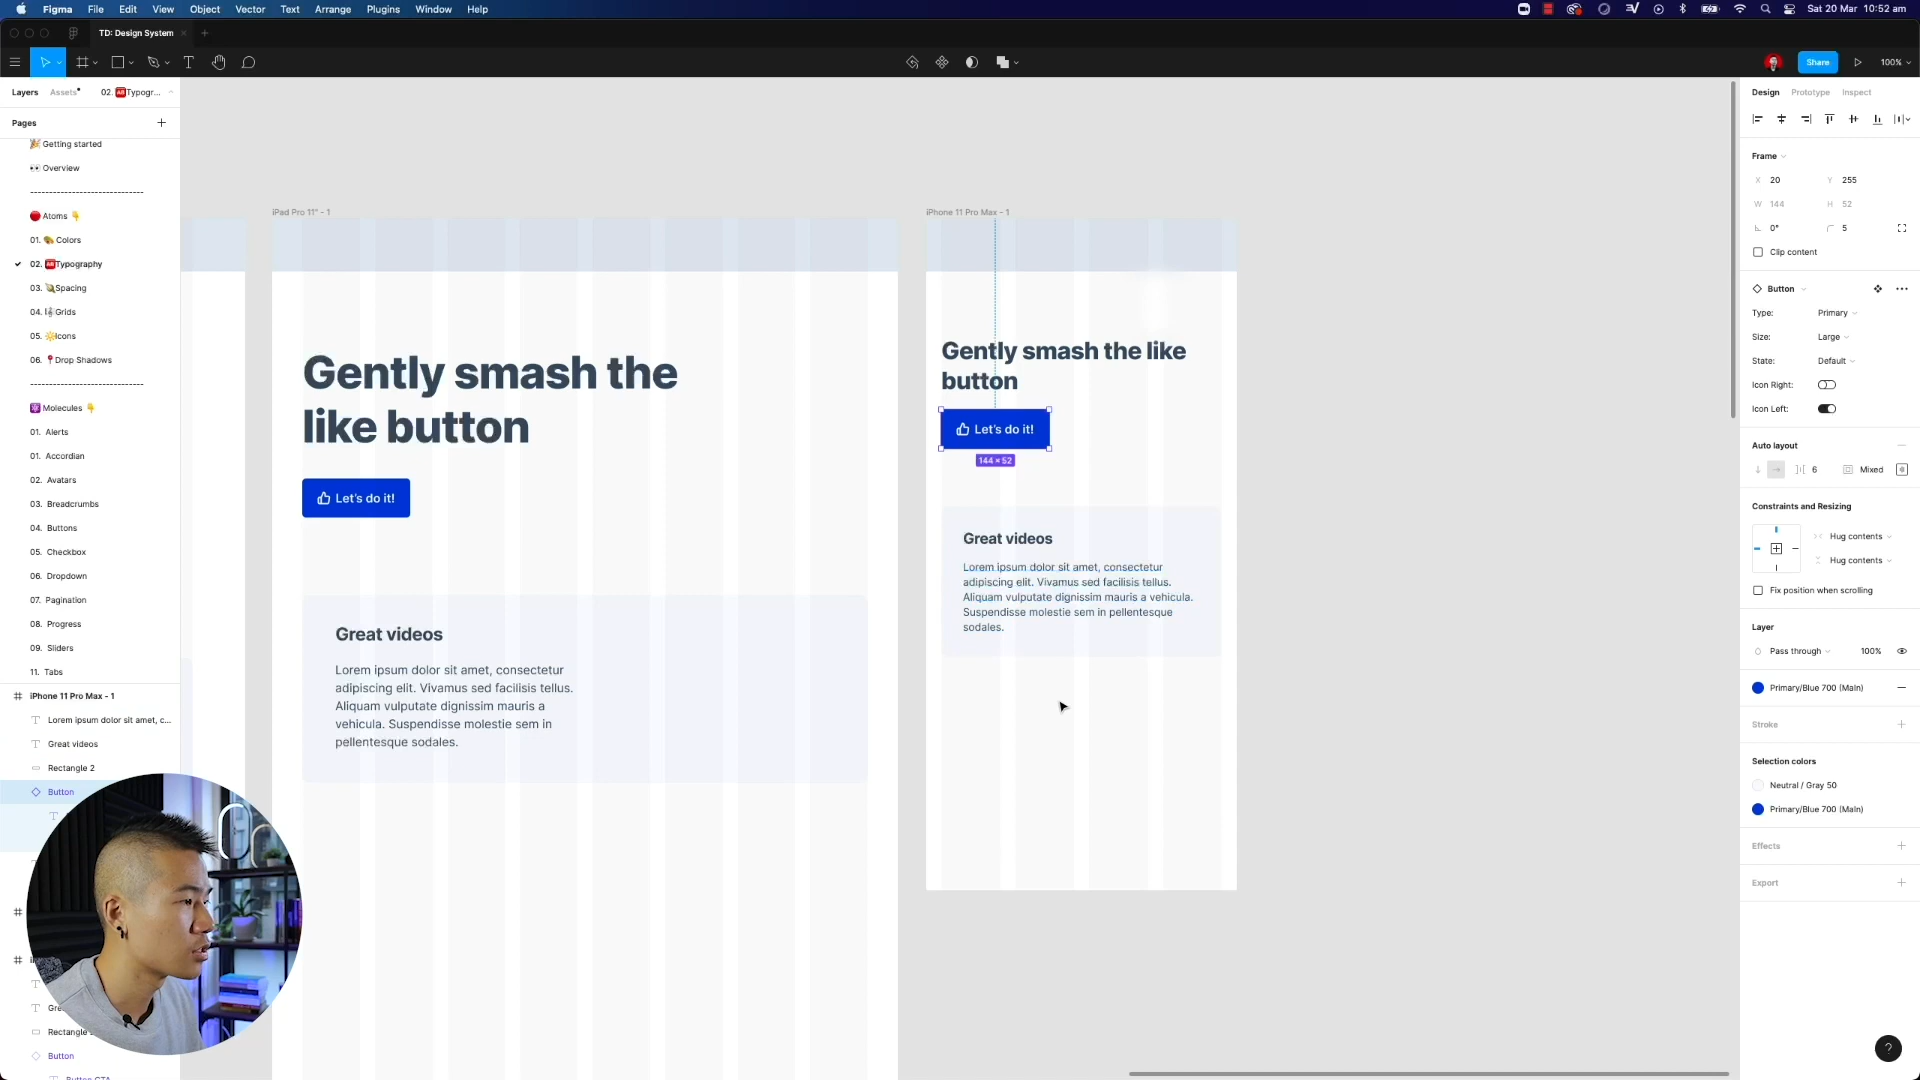 Figma File Edit View Object Vector Text Arrange Plugins Window Help
Sat 20 Mar 10:52 am
TD: Design System
Share
100%
Layers Assets 02. Typogr...
Pages
Getting started
Overview
------------------------------
Atoms
01. Colors
02. Typography
03. Spacing
04. Grids
05. Icons
06. Drop Shadows
------------------------------
Molecules
01. Alerts
01. Accordian
02. Avatars
03. Breadcrumbs
04. Buttons
05. Checkbox
06. Dropdown
07. Pagination
08. Progress
09. Sliders
11. Tabs
iPhone 11 Pro Max - 1
Lorem ipsum dolor sit amet, c...
Great videos
Rectangle 2
Button
Rectangle
Button
Button CTA
iPad Pro 11" - 1
Gently smash the
like button
Let's do it!
Great videos
Lorem ipsum dolor sit amet, consectetur
adipiscing elit. Vivamus sed facilisis tellus.
Aliquam vulputate dignissim mauris a
vehicula. Suspendisse molestie sem in
pellentesque sodales.
iPhone 11 Pro Max - 1
Gently smash the like
button
Let's do it!
144 × 52
Great videos
Lorem ipsum dolor sit amet, consectetur
adipiscing elit. Vivamus sed facilisis tellus.
Aliquam vulputate dignissim mauris a vehicula.
Suspendisse molestie sem in pellentesque
sodales.
Design Prototype Inspect
Frame
X 20 Y 255
W 144 H 52
0° 5
Clip content
Button
Type: Primary
Size: Large
State: Default
Icon Right:
Icon Left:
Auto layout
6 Mixed
Constraints and Resizing
Hug contents
Hug contents
Fix position when scrolling
Layer
Pass through 100%
Primary/Blue 700 (Main)
Stroke
Selection colors
Neutral / Gray 50
Primary/Blue 700 (Main)
Effects
Export
?